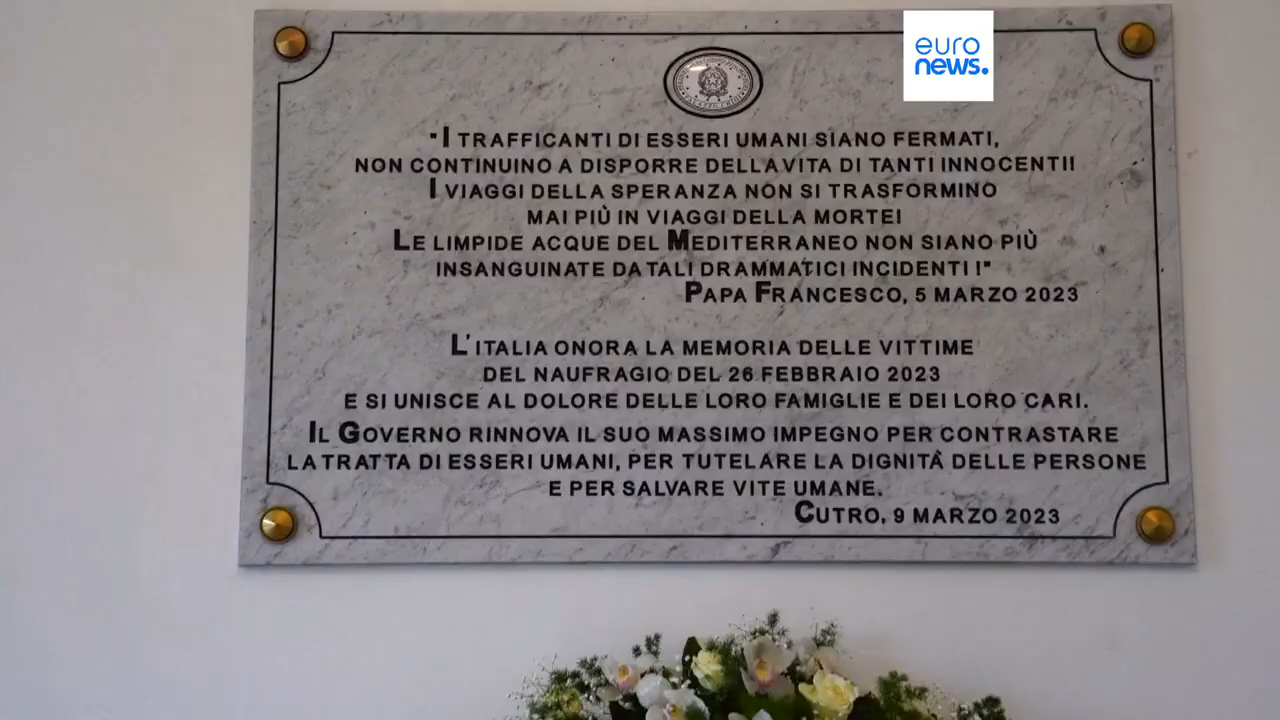 euro
news.
"I TRAFFICANTI DI ESSERI UMANI SIANO FERMATI,
NON CONTINUINO A DISPORRE DELLA VITA DI TANTI INNOCENTI!
I VIAGGI DELLA SPERANZA NON SI TRASFORMINO
MAI PIÙ IN VIAGGI DELLA MORTE!
LE LIMPIDE ACQUE DEL MEDITERRANEO NON SIANO PIÙ
INSANGUINATE DA TALI DRAMMATICI INCIDENTI !"
PAPA FRANCESCO, 5 MARZO 2023
L'ITALIA ONORA LA MEMORIA DELLE VITTIME
DEL NAUFRAGIO DEL 26 FEBBRAIO 2023
E SI UNISCE AL DOLORE DELLE LORO FAMIGLIE E DEI LORO CARI.
IL GOVERNO RINNOVA IL SUO MASSIMO IMPEGNO PER CONTRASTARE
LA TRATTA DI ESSERI UMANI, PER TUTELARE LA DIGNITÀ DELLE PERSONE
E PER SALVARE VITE UMANE.
CUTRO, 9 MARZO 2023